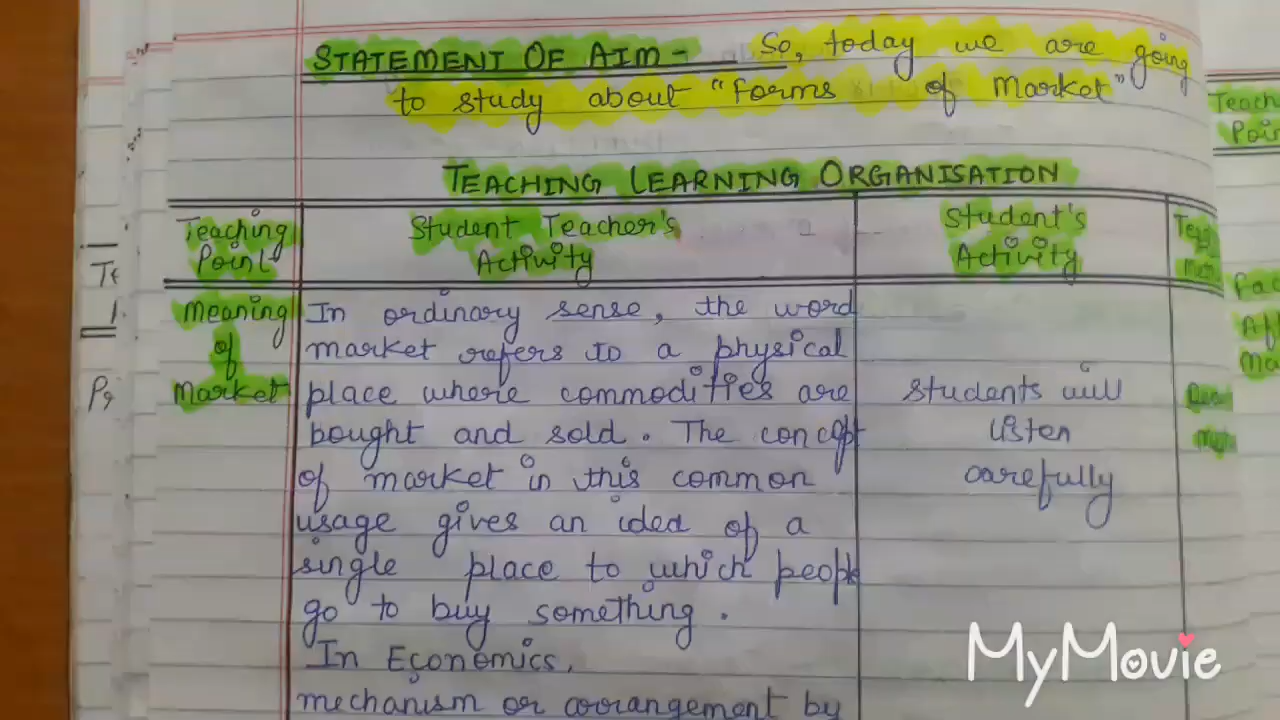 STATEMENT OF AIM - So, today we are going
to study about "Forms of Market"
TEACHING LEARNING ORGANISATION
Teaching Point
Student Teacher's Activity
Student's Activity
Meaning of Market
In ordinary sense, the word
market refers to a physical
place where commodities are
bought and sold. The concept
of market in this common
usage gives an idea of a
single place to which people
go to buy something.
In Economics,
mechanism or arrangement by
Students will
listen
carefully
Teach
Poin
MyMovie